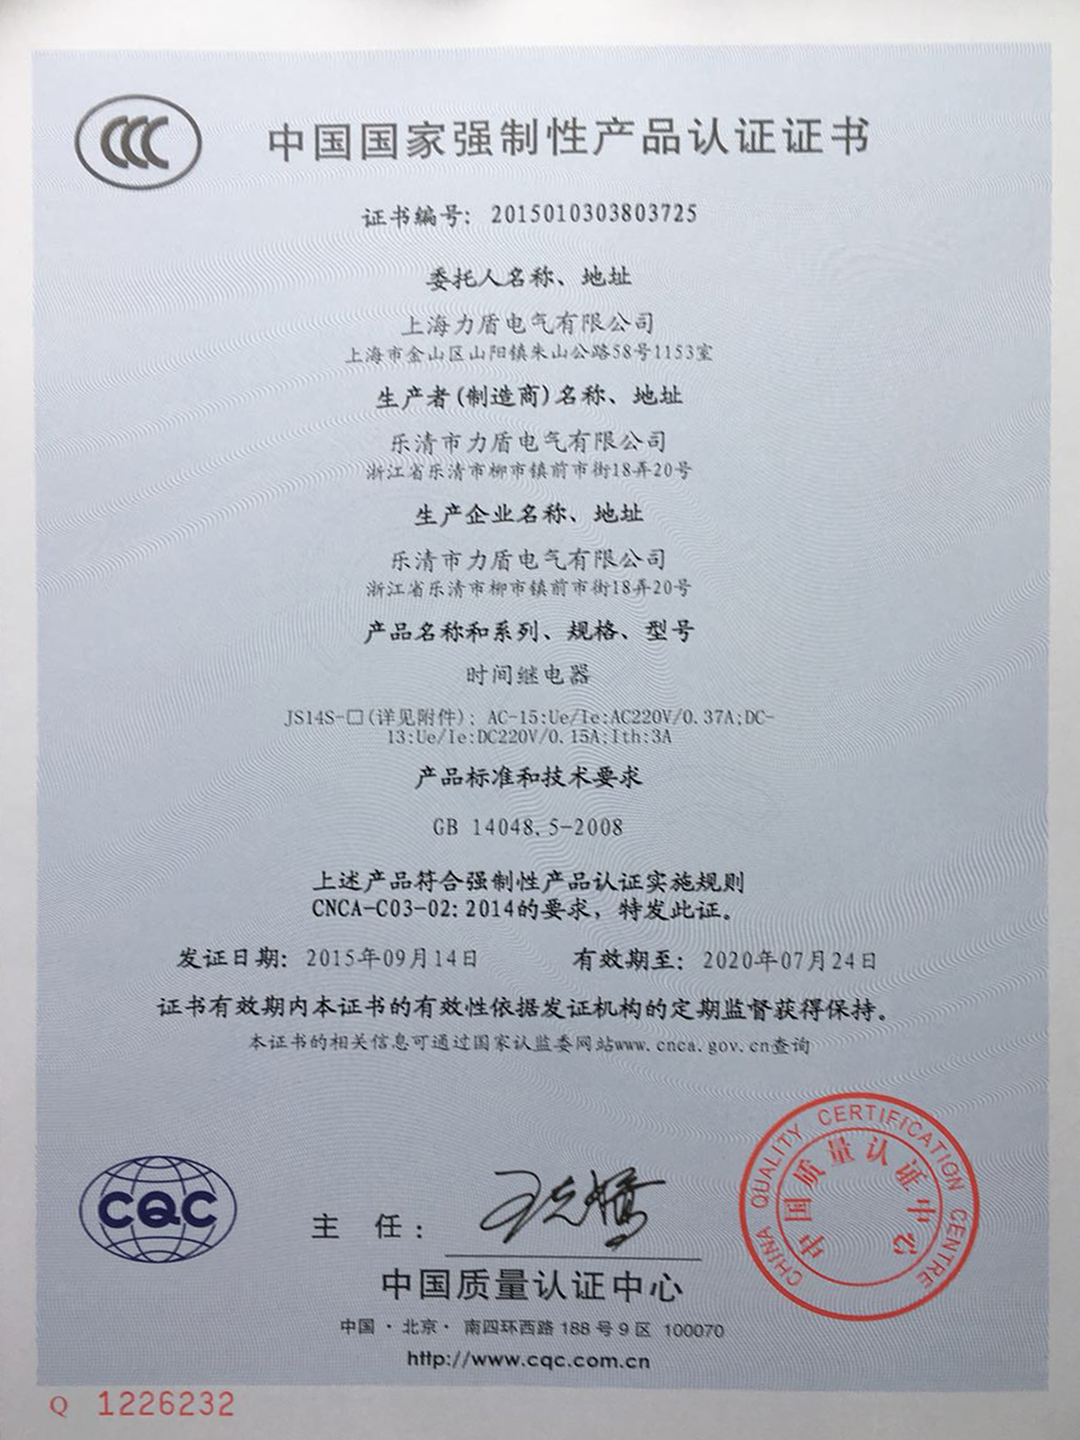 CCC
中国国家强制性产品认证证书
证书编号: 2015010303803725
委托人名称、地址
上海力盾电气有限公司
上海市金山区山阳镇朱山公路58号1153室
生产者(制造商)名称、地址
乐清市力盾电气有限公司
浙江省乐清市柳市镇前市街18弄20号
生产企业名称、地址
乐清市力盾电气有限公司
浙江省乐清市柳市镇前市街18弄20号
产品名称和系列、规格、型号
时间继电器
JS14S-□(详见附件); AC-15:Ue/Ie:AC220V/0.37A;DC-
13:Ue/Ie:DC220V/0.15A;Ith:3A
产品标准和技术要求
GB 14048.5-2008
上述产品符合强制性产品认证实施规则
CNCA-C03-02:2014的要求，特发此证。
发证日期: 2015年09月14日 有效期至: 2020年07月24日
证书有效期内本证书的有效性依据发证机构的定期监督获得保持。
本证书的相关信息可通过国家认监委网站www.cnca.gov.cn查询
CQC
主 任:
CHINA QUALITY CERTIFICATION CENTRE
中国质量认证中心
中国质量认证中心
中国·北京· 南四环西路 188 号 9 区 100070
http://www.cqc.com.cn
Q 1226232